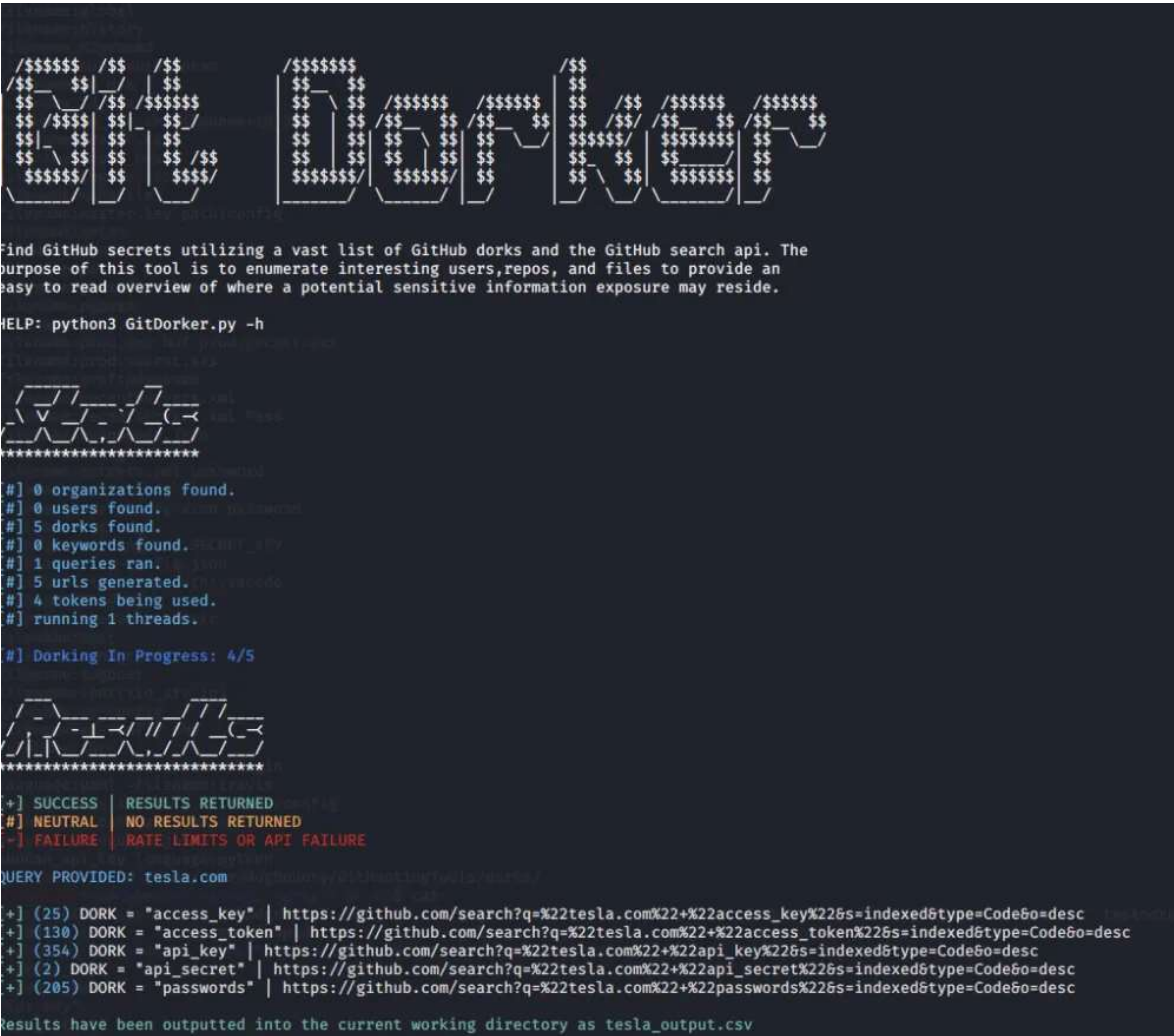 Git Dorker
Find GitHub secrets utilizing a vast list of GitHub dorks and the GitHub search api. The
purpose of this tool is to enumerate interesting users,repos, and files to provide an
easy to read overview of where a potential sensitive information exposure may reside.
HELP: python3 GitDorker.py -h
Stats
**********************
[#] 0 organizations found.
[#] 0 users found.
[#] 5 dorks found.
[#] 0 keywords found.
[#] 1 queries ran.
[#] 5 urls generated.
[#] 4 tokens being used.
[#] running 1 threads.
[#] Dorking In Progress: 4/5
Results
*****************************
[+] SUCCESS | RESULTS RETURNED
[#] NEUTRAL | NO RESULTS RETURNED
[-] FAILURE | RATE LIMITS OR API FAILURE
QUERY PROVIDED: tesla.com
[+] (25) DORK = "access_key" | https://github.com/search?q=%22tesla.com%22+%22access_key%22&s=indexed&type=Code&o=desc
[+] (130) DORK = "access_token" | https://github.com/search?q=%22tesla.com%22+%22access_token%22&s=indexed&type=Code&o=desc
[+] (354) DORK = "api_key" | https://github.com/search?q=%22tesla.com%22+%22api_key%22&s=indexed&type=Code&o=desc
[+] (2) DORK = "api_secret" | https://github.com/search?q=%22tesla.com%22+%22api_secret%22&s=indexed&type=Code&o=desc
[+] (205) DORK = "passwords" | https://github.com/search?q=%22tesla.com%22+%22passwords%22&s=indexed&type=Code&o=desc
Results have been outputted into the current working directory as tesla_output.csv